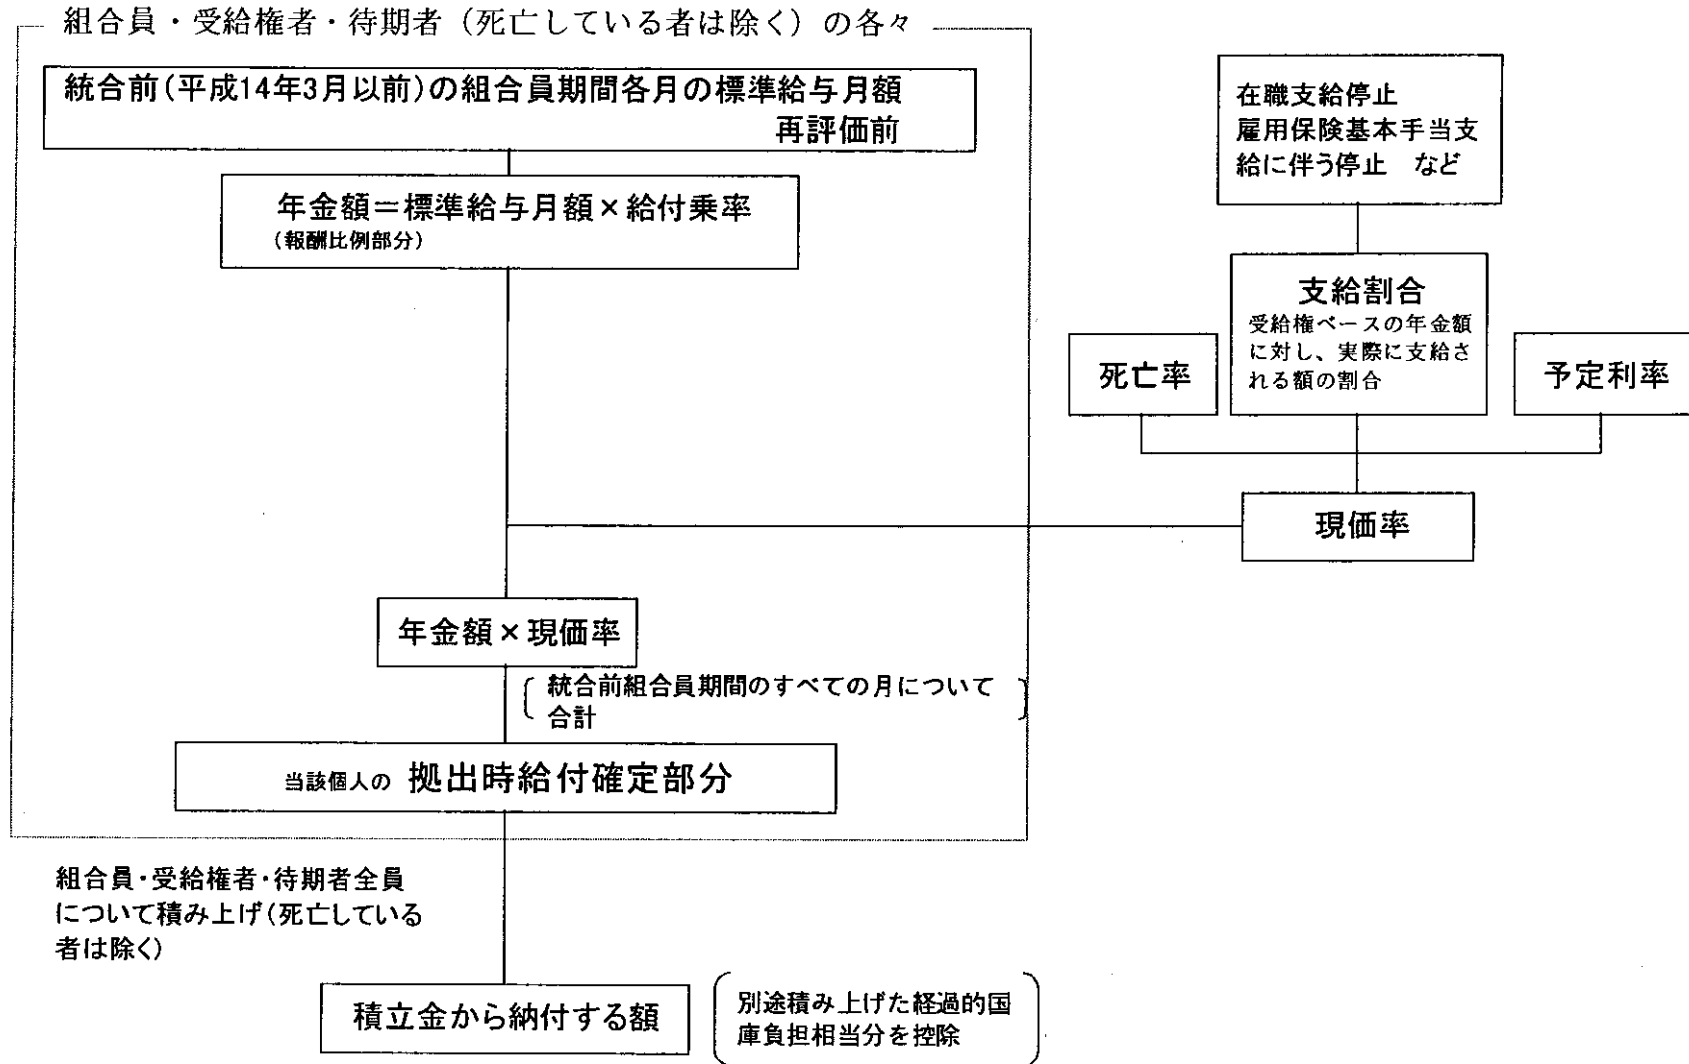 組合員・受給権者・待期者（死亡している者は除く）の各々
統合前(平成14年3月以前)の組合員期間各月の標準給与月額
再評価前
年金額＝標準給与月額×給付乗率
(報酬比例部分)
在職支給停止
雇用保険基本手当支
給に伴う停止　など
支給割合
受給権ベースの年金額
に対し、実際に支給さ
れる額の割合
死亡率
予定利率
現価率
年金額×現価率
統合前組合員期間のすべての月について
合計
当該個人の 拠出時給付確定部分
組合員・受給権者・待期者全員
について積み上げ(死亡している
者は除く)
積立金から納付する額
別途積み上げた経過的国
庫負担相当分を控除